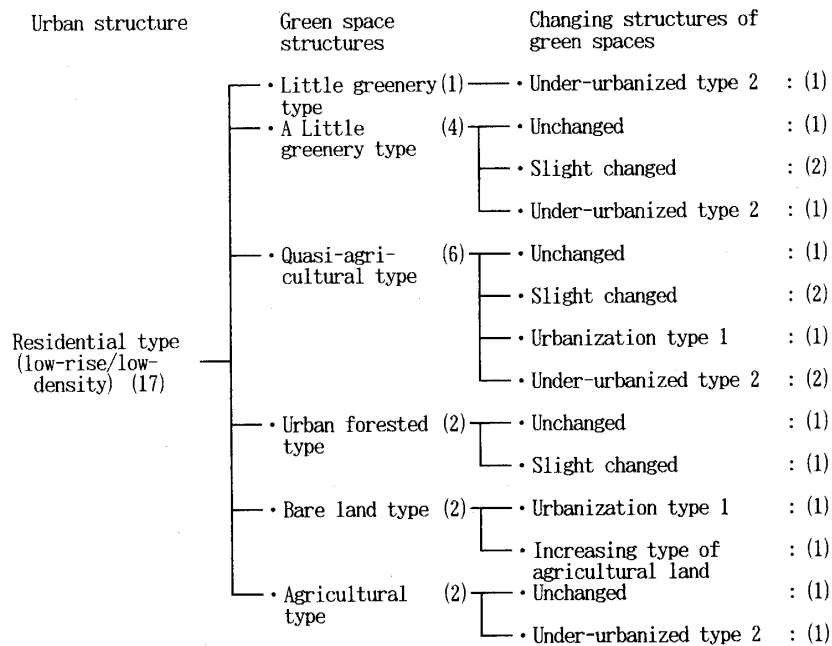 Urban structure Green space structures Changing structures of green spaces
· Little greenery type (1) · Under-urbanized type 2 : (1)
· A Little greenery type (4) · Unchanged : (1)
· Slight changed : (2)
· Under-urbanized type 2 : (1)
· Quasi-agri-cultural type (6) · Unchanged : (1)
· Slight changed : (2)
Residential type (low-rise/low-density) (17) · Urbanization type 1 : (1)
· Under-urbanized type 2 : (2)
· Urban forested type (2) · Unchanged : (1)
· Slight changed : (1)
· Bare land type (2) · Urbanization type 1 : (1)
· Increasing type of agricultural land : (1)
· Agricultural type (2) · Unchanged : (1)
· Under-urbanized type 2 : (1)